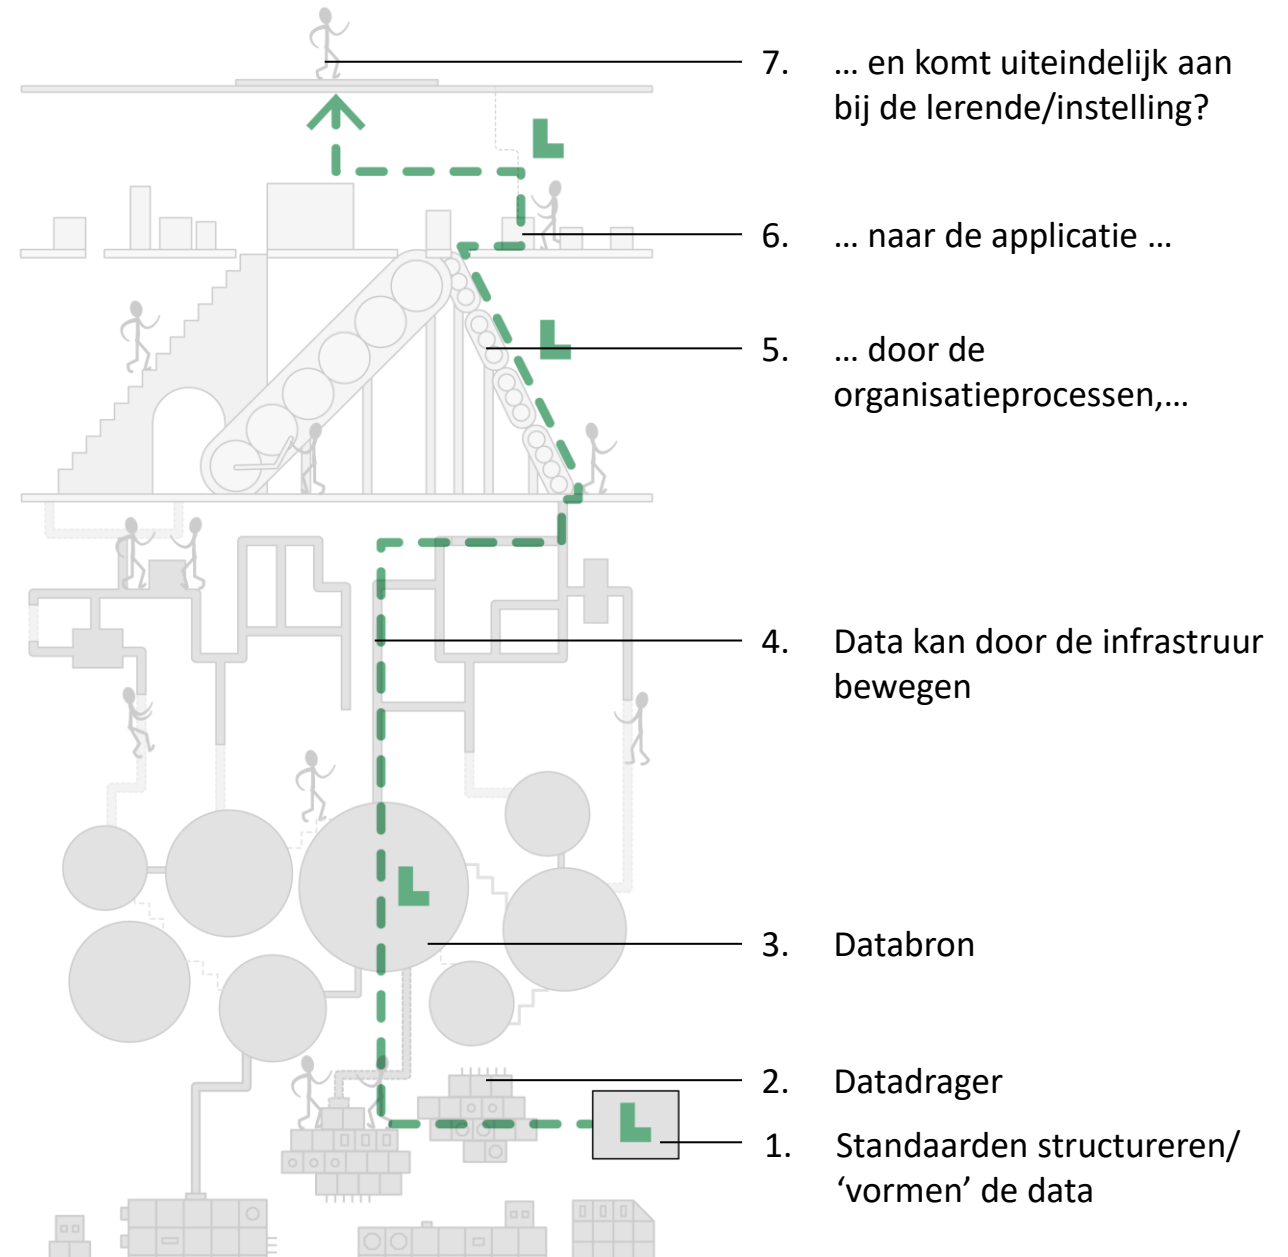 7. … en komt uiteindelijk aan
bij de lerende/instelling?
6. … naar de applicatie …
5. … door de
organisatieprocessen,…
4. Data kan door de infrastruur
bewegen
3. Databron
2. Datadrager
1. Standaarden structureren/
‘vormen’ de data